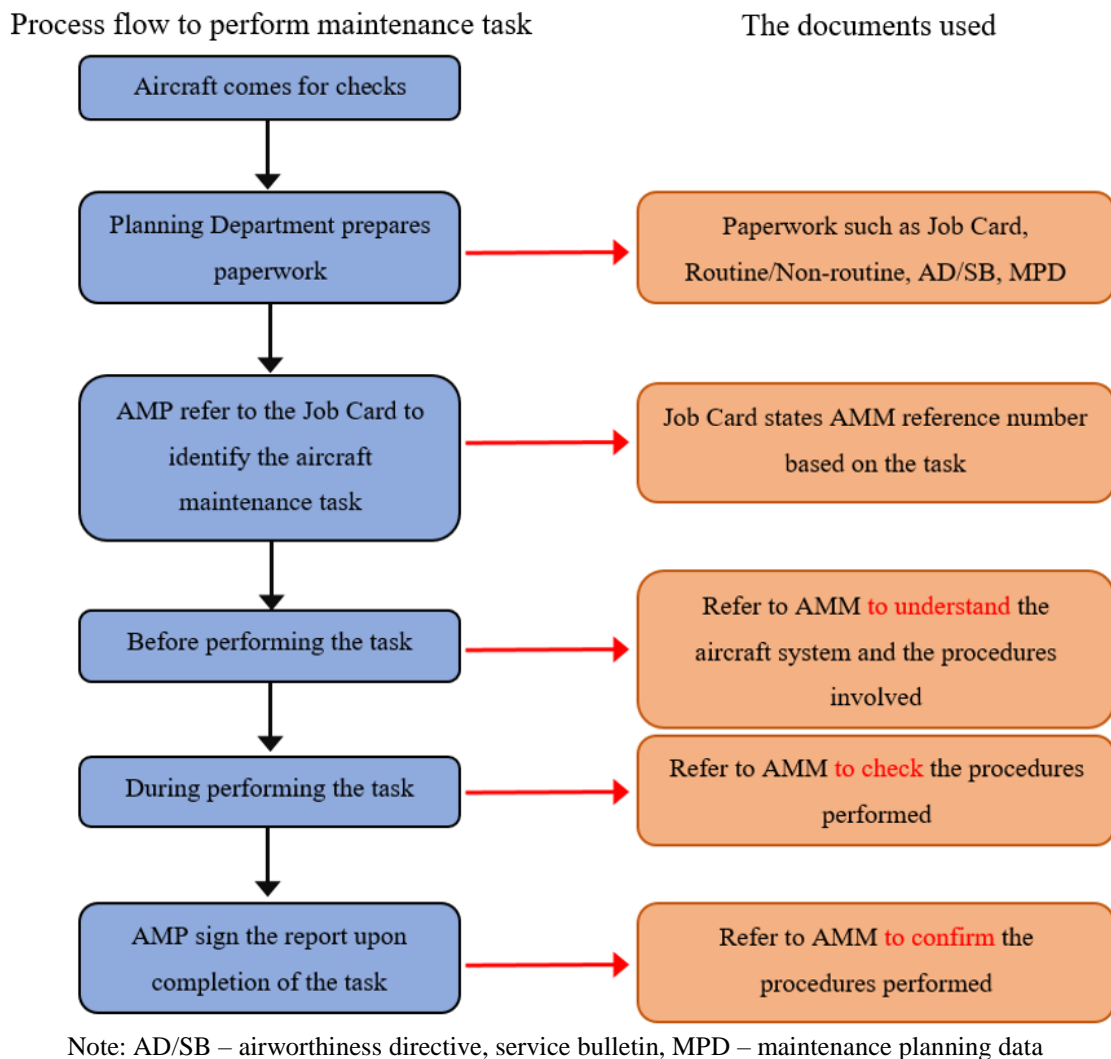 Process flow to perform maintenance task
The documents used
Aircraft comes for checks
Planning Department prepares
paperwork
Paperwork such as Job Card,
Routine/Non-routine, AD/SB, MPD
AMP refer to the Job Card to
identify the aircraft
maintenance task
Job Card states AMM reference number
based on the task
Before performing the task
Refer to AMM to understand the
aircraft system and the procedures
involved
During performing the task
Refer to AMM to check the procedures
performed
AMP sign the report upon
completion of the task
Refer to AMM to confirm the
procedures performed
Note: AD/SB – airworthiness directive, service bulletin, MPD – maintenance planning data